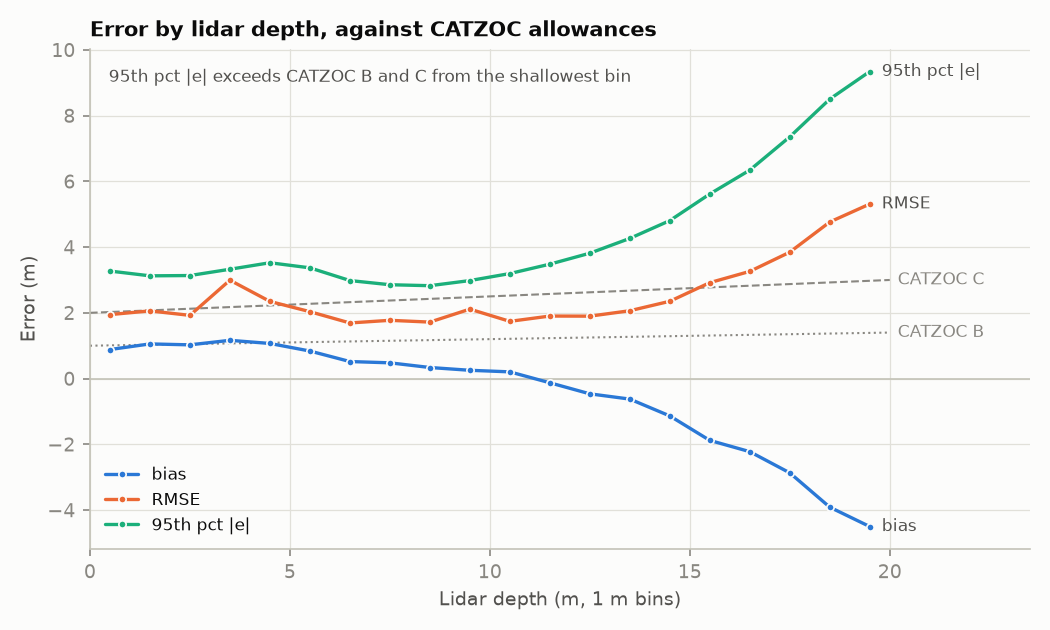 Error by lidar depth, against CATZOC allowances
10
95th pct |e| exceeds CATZOC B and C from the shallowest bin
95th pct |e|
8
6
RMSE
4
CATZOC C
2
CATZOC B
0
−2
−4
Error (m)
bias
RMSE
95th pct |e|
bias
0 5 10 15 20
Lidar depth (m, 1 m bins)